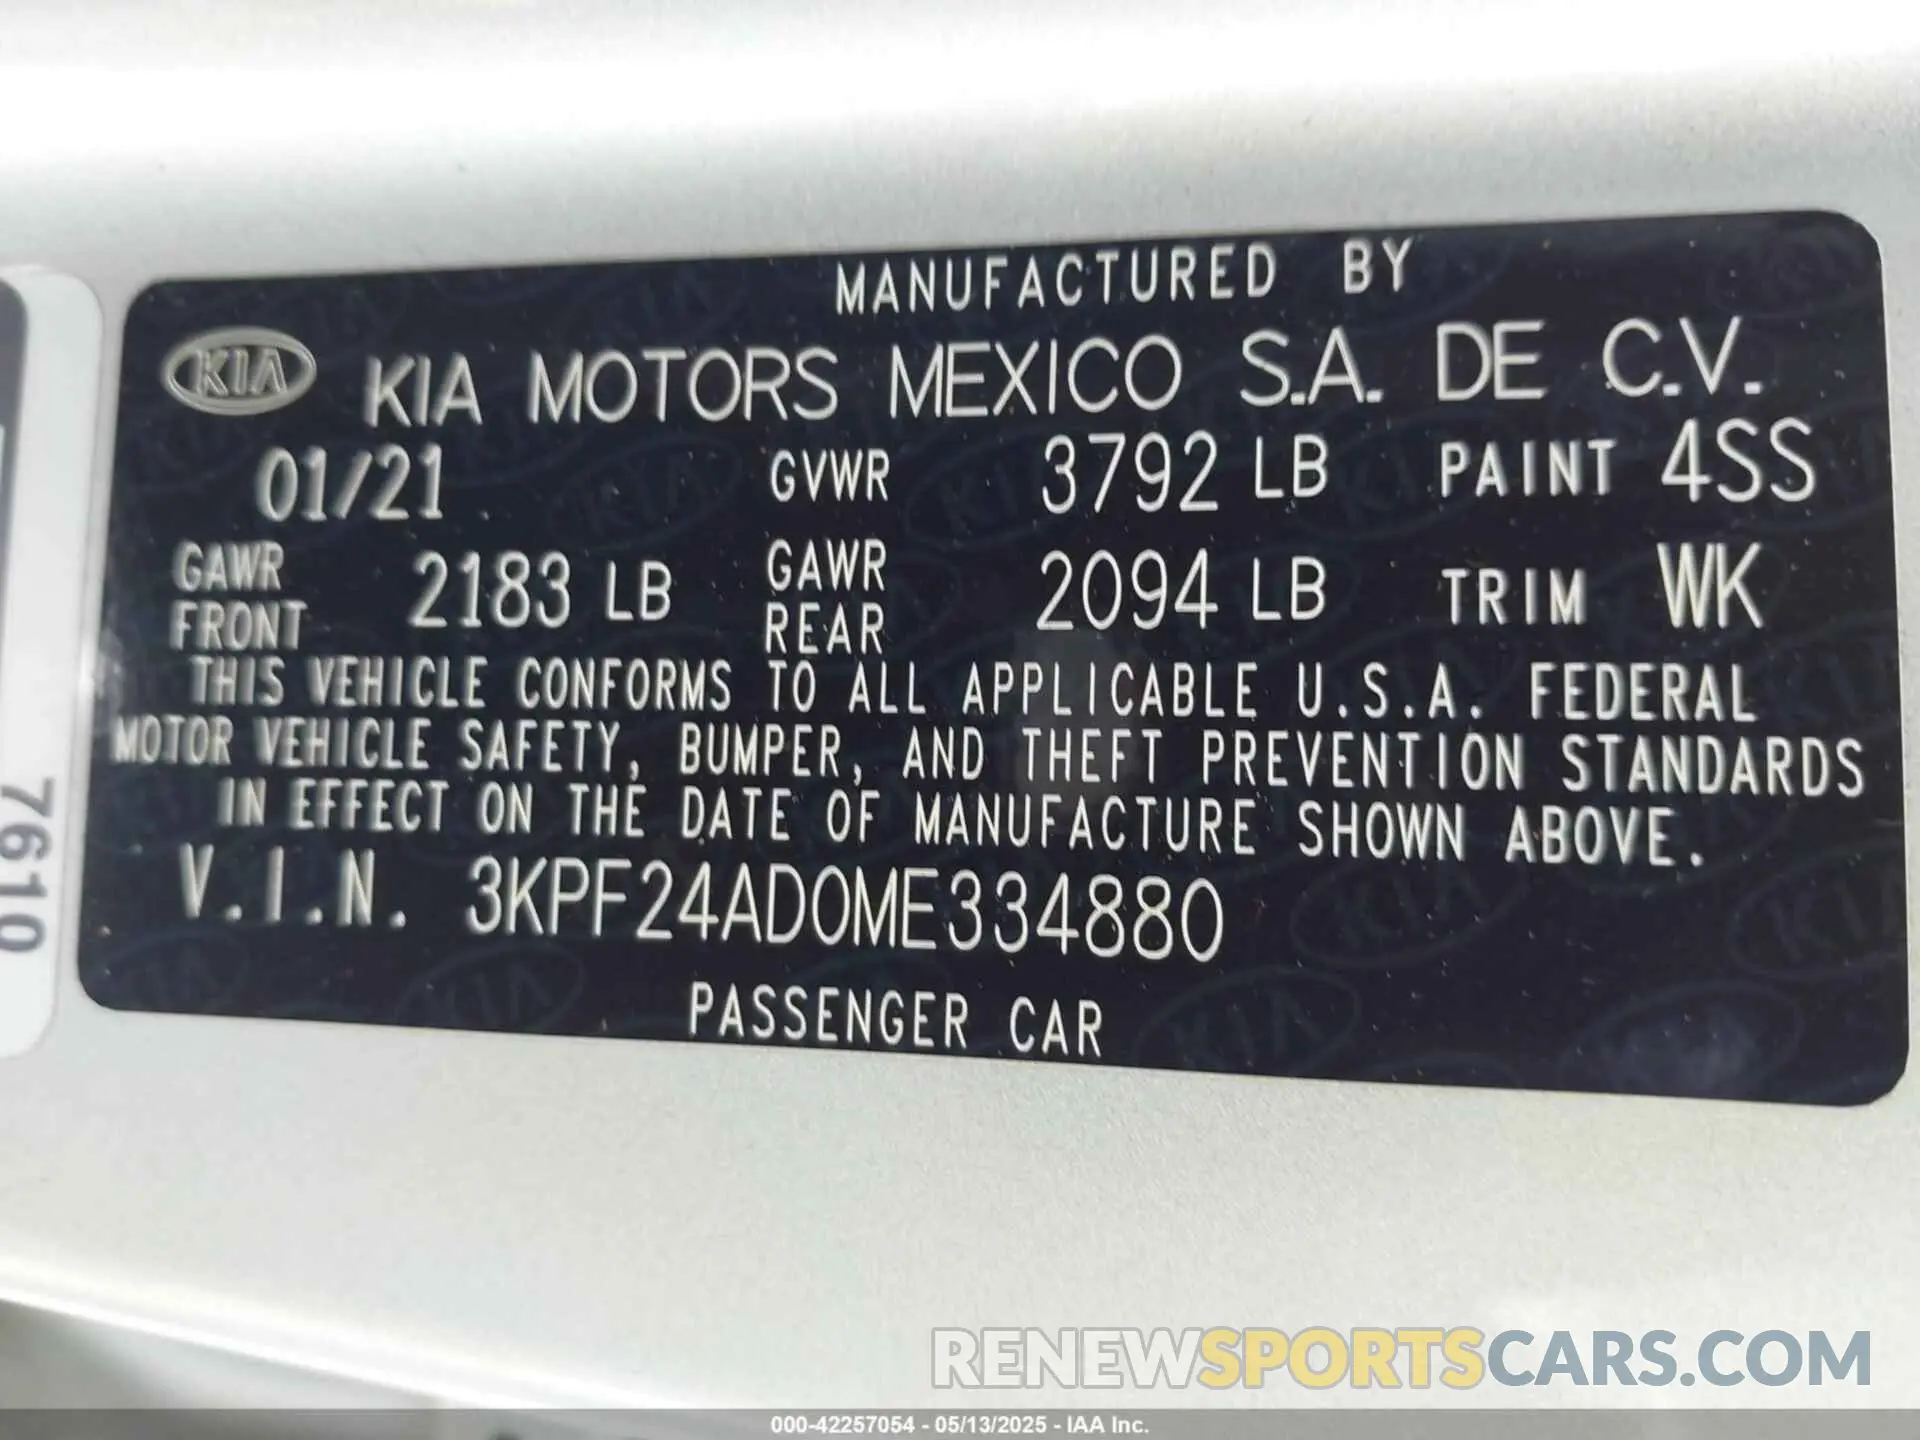 MANUFACTURED BY
KIA KIA MOTORS MEXICO S.A. DE C.V.
01/21 GVWR 3792 LB PAINT 4SS
GAWR FRONT 2183 LB GAWR REAR 2094 LB TRIM WK
THIS VEHICLE CONFORMS TO ALL APPLICABLE U.S.A. FEDERAL
MOTOR VEHICLE SAFETY, BUMPER, AND THEFT PREVENTION STANDARDS
IN EFFECT ON THE DATE OF MANUFACTURE SHOWN ABOVE.
V.I.N. 3KPF24AD0ME334880
PASSENGER CAR
7610
RENEWSPORTSCARS.COM
000-42257054 - 05/13/2025 - IAA Inc.